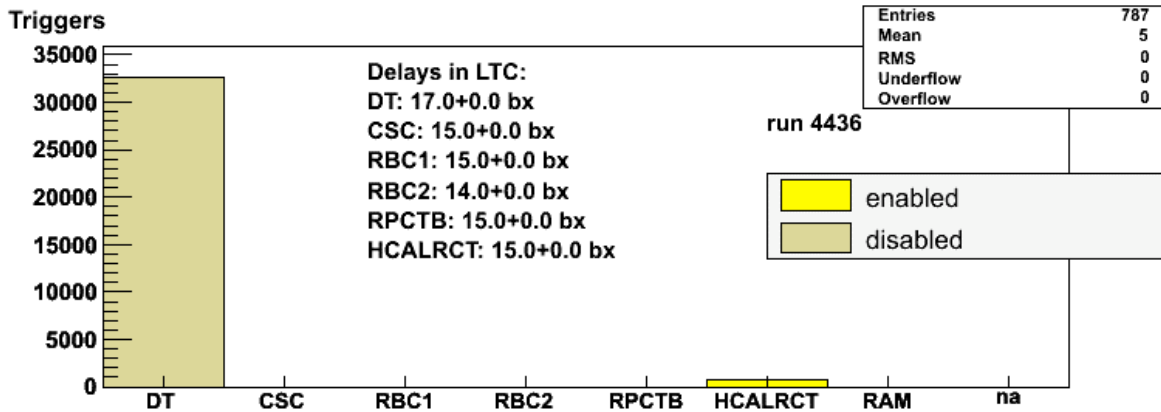 Triggers
Entries 787
Mean 5
RMS 0
Underflow 0
Overflow 0
35000
30000
25000
20000
15000
10000
5000
0
Delays in LTC:
DT: 17.0+0.0 bx
CSC: 15.0+0.0 bx
RBC1: 15.0+0.0 bx
RBC2: 14.0+0.0 bx
RPCTB: 15.0+0.0 bx
HCALRCT: 15.0+0.0 bx
run 4436
enabled
disabled
DT CSC RBC1 RBC2 RPCTB HCALRCT RAM na